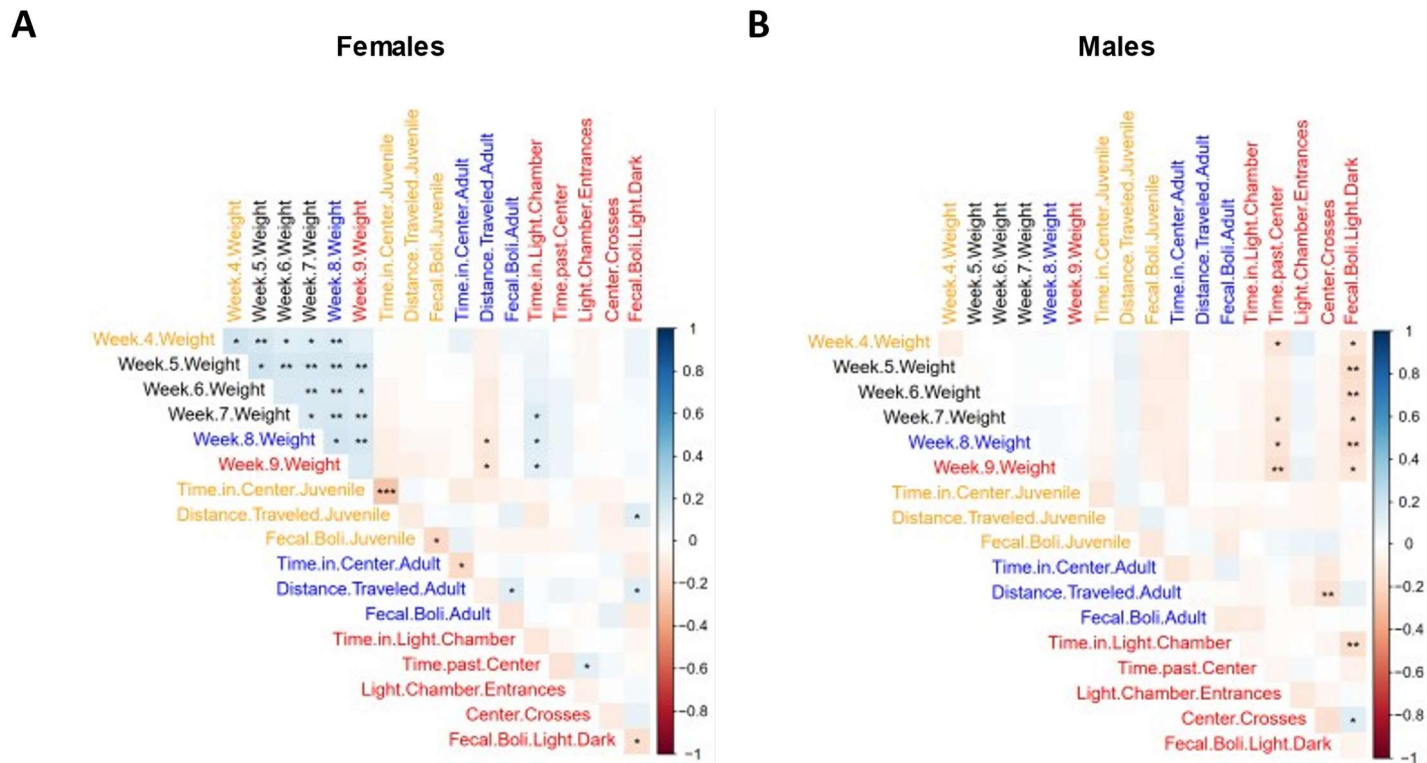 A
Females
Week.4.Weight
Week.5.Weight
Week.6.Weight
Week.7.Weight
Week.8.Weight
Week.9.Weight
Time.in.Center.Juvenile
Distance.Traveled.Juvenile
Fecal.Boli.Juvenile
Time.in.Center.Adult
Distance.Traveled.Adult
Fecal.Boli.Adult
Time.in.Light.Chamber
Time.past.Center
Light.Chamber.Entrances
Center.Crosses
Fecal.Boli.Light.Dark
Week.4.Weight * ** * * **
Week.5.Weight * ** ** ** **
Week.6.Weight ** ** *
Week.7.Weight * ** ** *
Week.8.Weight * ** * *
Week.9.Weight * *
Time.in.Center.Juvenile ***
Distance.Traveled.Juvenile *
Fecal.Boli.Juvenile *
Time.in.Center.Adult *
Distance.Traveled.Adult * *
Fecal.Boli.Adult
Time.in.Light.Chamber
Time.past.Center *
Light.Chamber.Entrances
Center.Crosses
Fecal.Boli.Light.Dark *
1
0.8
0.6
0.4
0.2
0
−0.2
−0.4
−0.6
−0.8
−1
B
Males
Week.4.Weight
Week.5.Weight
Week.6.Weight
Week.7.Weight
Week.8.Weight
Week.9.Weight
Time.in.Center.Juvenile
Distance.Traveled.Juvenile
Fecal.Boli.Juvenile
Time.in.Center.Adult
Distance.Traveled.Adult
Fecal.Boli.Adult
Time.in.Light.Chamber
Time.past.Center
Light.Chamber.Entrances
Center.Crosses
Fecal.Boli.Light.Dark
Week.4.Weight * *
Week.5.Weight **
Week.6.Weight **
Week.7.Weight * *
Week.8.Weight * **
Week.9.Weight ** *
Time.in.Center.Juvenile
Distance.Traveled.Juvenile
Fecal.Boli.Juvenile
Time.in.Center.Adult
Distance.Traveled.Adult **
Fecal.Boli.Adult
Time.in.Light.Chamber **
Time.past.Center
Light.Chamber.Entrances
Center.Crosses *
Fecal.Boli.Light.Dark
1
0.8
0.6
0.4
0.2
0
−0.2
−0.4
−0.6
−0.8
−1